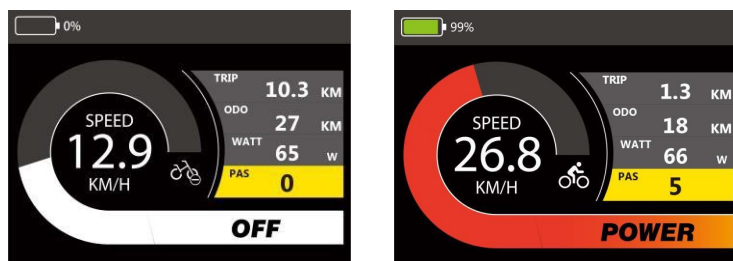 0%
TRIP
10.3 KM
ODO
27 KM
WATT
65 W
PAS
0
SPEED
12.9
KM/H
OFF
99%
TRIP
1.3 KM
ODO
18 KM
WATT
66 W
PAS
5
SPEED
26.8
KM/H
POWER